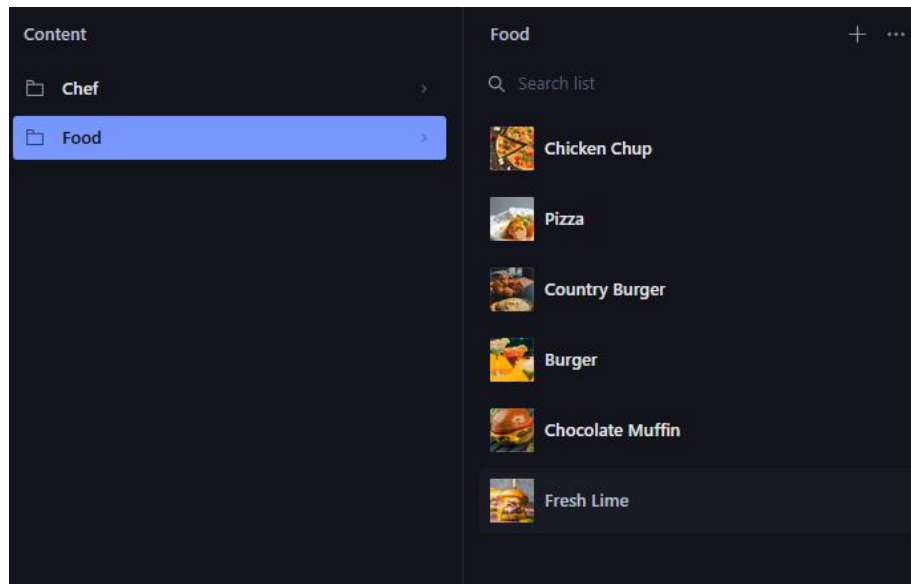 Content
Chef
Food
Food
Search list
Chicken Chup
Pizza
Country Burger
Burger
Chocolate Muffin
Fresh Lime